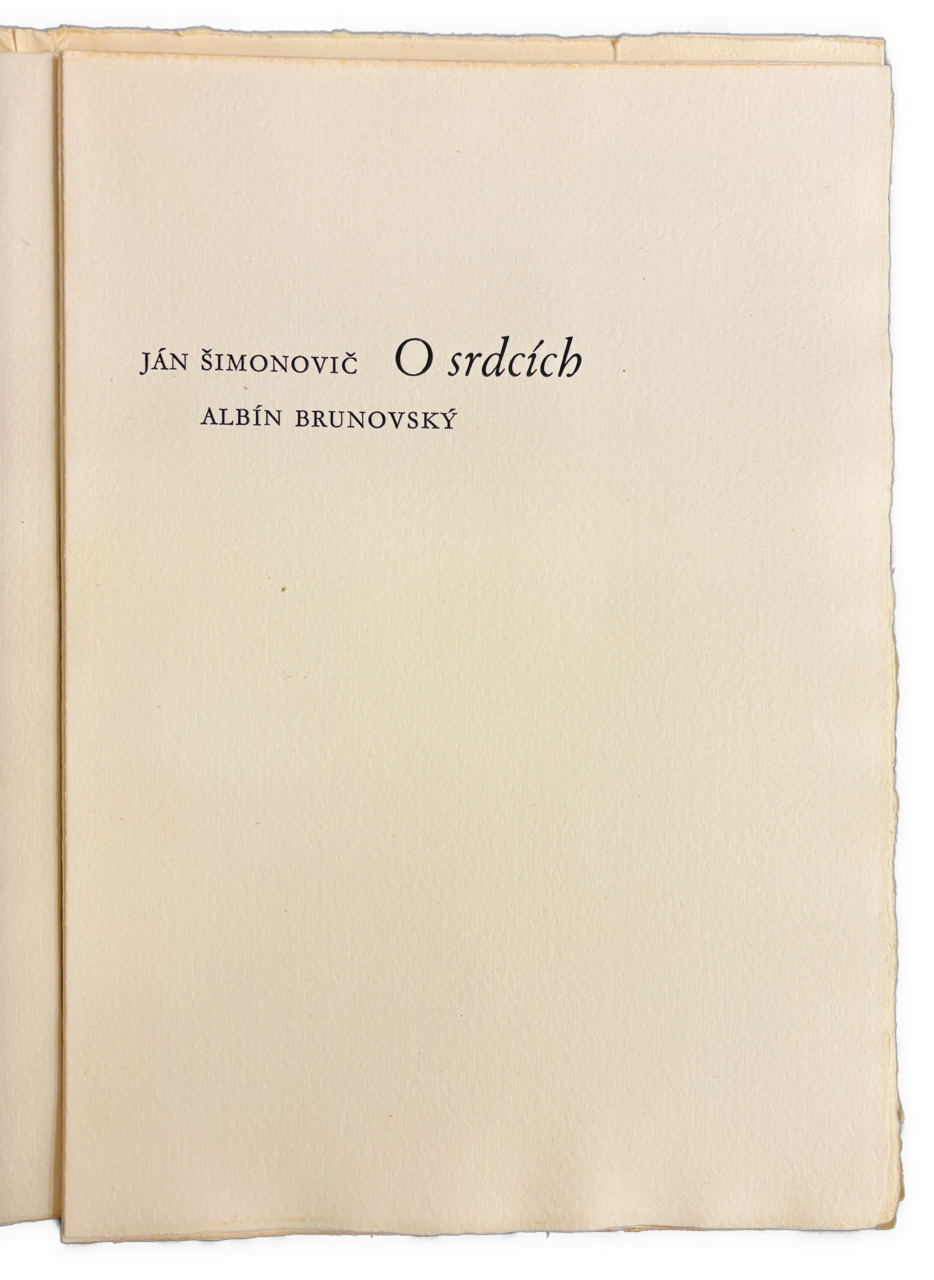 JÁN ŠIMONOVIČ O srdcích
ALBÍN BRUNOVSKÝ